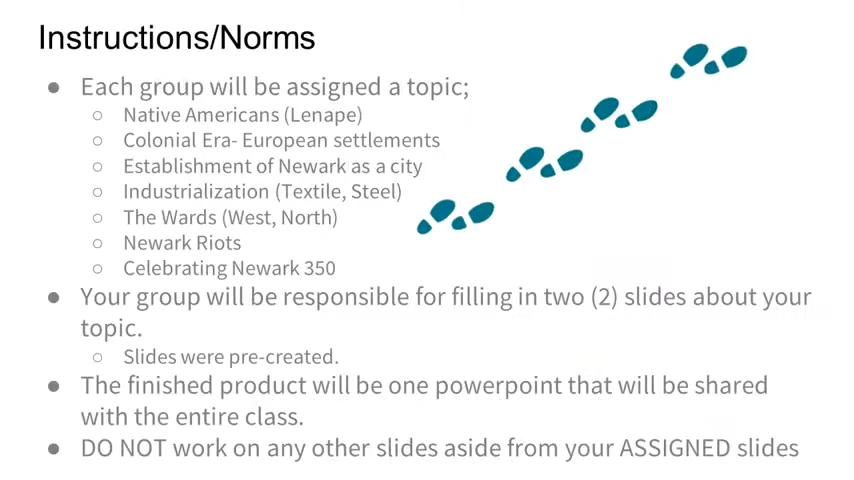 Instructions/Norms
● Each group will be assigned a topic;
○ Native Americans (Lenape)
○ Colonial Era- European settlements
○ Establishment of Newark as a city
○ Industrialization (Textile, Steel)
○ The Wards (West, North)
○ Newark Riots
○ Celebrating Newark 350
● Your group will be responsible for filling in two (2) slides about your
topic.
○ Slides were pre-created.
● The finished product will be one powerpoint that will be shared
with the entire class.
● DO NOT work on any other slides aside from your ASSIGNED slides